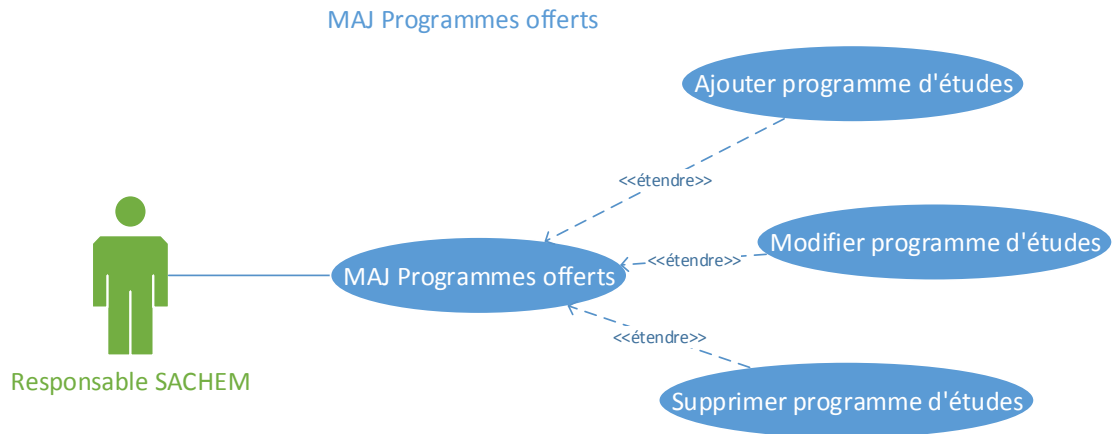 MAJ Programmes offerts
Ajouter programme d'études
<<étendre>>
Modifier programme d'études
<<étendre>>
MAJ Programmes offerts
<<étendre>>
Responsable SACHEM
Supprimer programme d'études